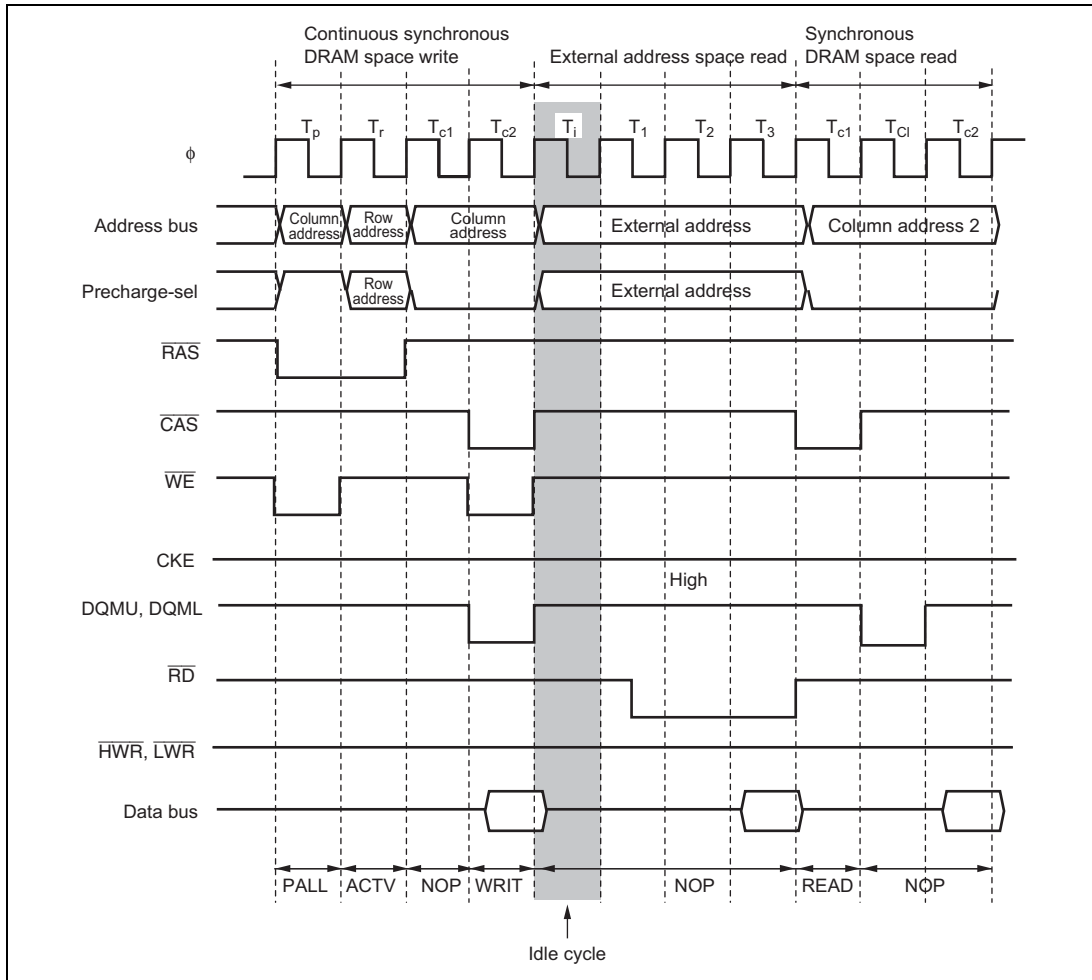 Continuous synchronous
DRAM space write
External address space read
Synchronous
DRAM space read
Tp Tr Tc1 Tc2 Ti T1 T2 T3 Tc1 TCl Tc2
ϕ
Address bus
Column
address
Row
address
Column
address
External address
Column address 2
Precharge-sel
Row
address
External address
RAS
CAS
WE
CKE
High
DQMU, DQML
RD
HWR, LWR
Data bus
PALL ACTV NOP WRIT NOP READ NOP
Idle cycle